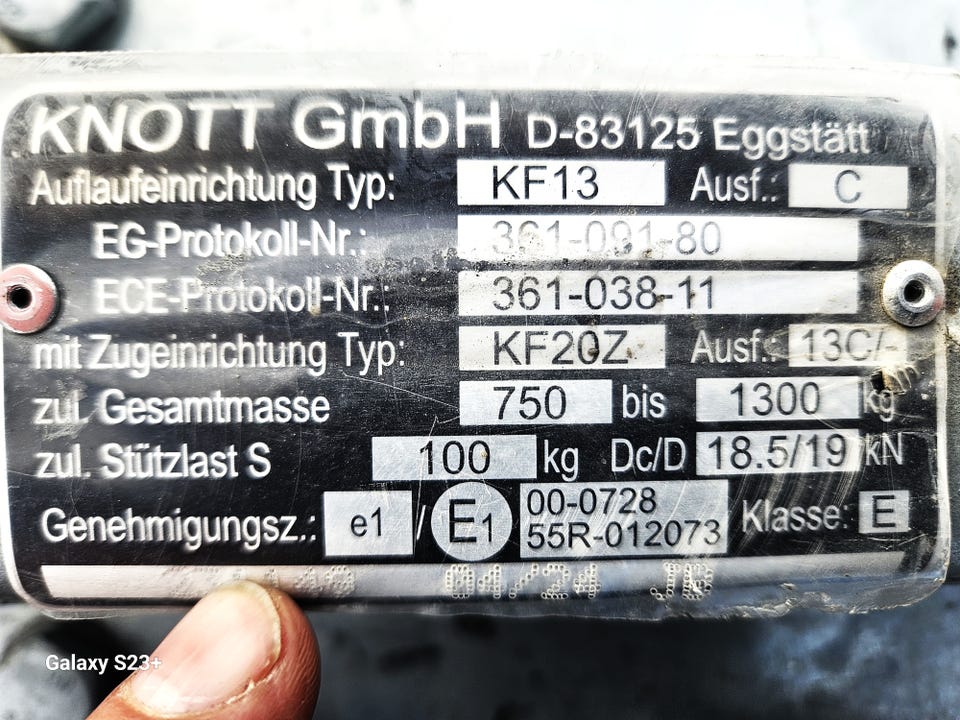 KNOTT GmbH D-83125 Eggstätt
Auflaufeinrichtung Typ: KF13 Ausf.: C
EG-Protokoll-Nr.: 361-091-80
ECE-Protokoll-Nr.: 361-038-11
mit Zugeinrichtung Typ: KF20Z Ausf.: 13C/-
zul. Gesamtmasse 750 bis 1300 kg
zul. Stützlast S 100 kg Dc/D 18.5/19 kN
Genehmigungsz.: e1 / E1 00-0728 Klasse: E
55R-012073
01/24
Galaxy S23+